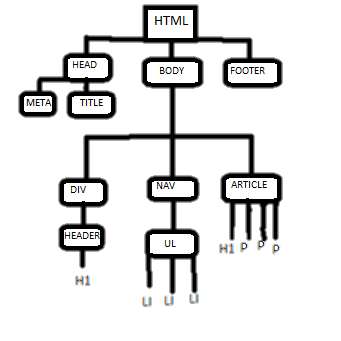 HTML
HEAD
BODY
FOOTER
META
TITLE
DIV
NAV
ARTICLE
HEADER
UL
H1 P P P
H1
LI LI LI